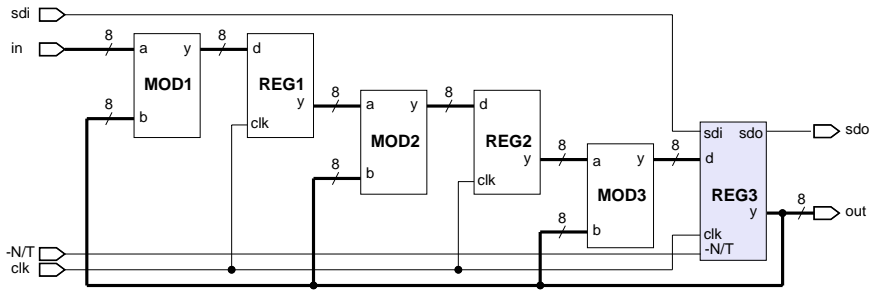 sdi
in
8
a
y
MOD1
b
8
8
d
REG1
y
clk
8
a
y
MOD2
b
8
8
d
REG2
y
clk
8
a
y
MOD3
b
8
8
sdi
sdo
d
REG3
y
clk
-N/T
sdo
8
out
-N/T
clk